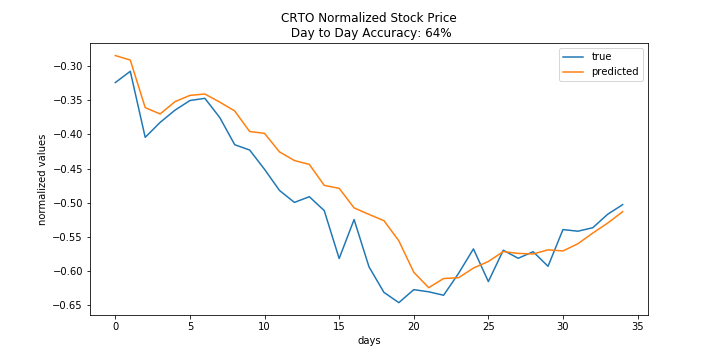 CRTO Normalized Stock Price
Day to Day Accuracy: 64%
true
predicted
normalized values
−0.30
−0.35
−0.40
−0.45
−0.50
−0.55
−0.60
−0.65
0
5
10
15
20
25
30
35
days